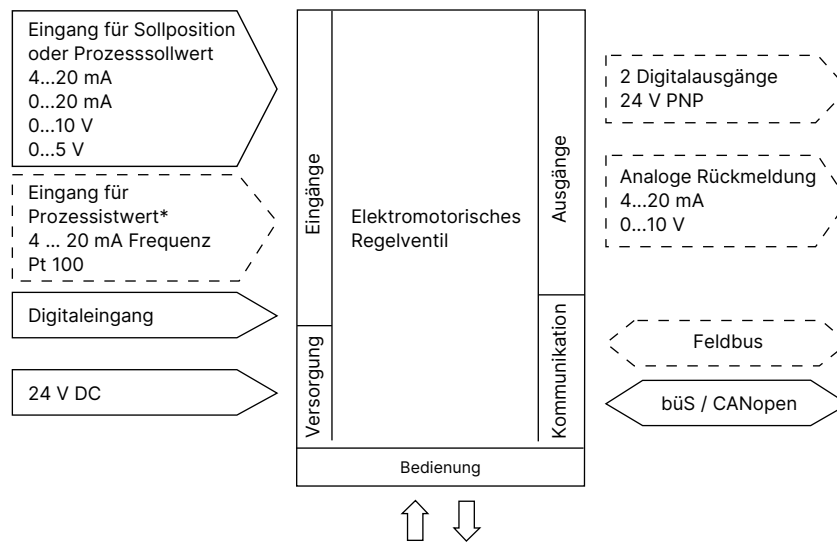 Eingang für Sollposition
oder Prozesssollwert
4...20 mA
0...20 mA
0...10 V
0...5 V
Eingang für
Prozessistwert*
4 ... 20 mA Frequenz
Pt 100
Digitaleingang
24 V DC
Eingänge
Versorgung
Elektromotorisches
Regelventil
Ausgänge
Kommunikation
Bedienung
2 Digitalausgänge
24 V PNP
Analoge Rückmeldung
4...20 mA
0...10 V
Feldbus
büS / CANopen